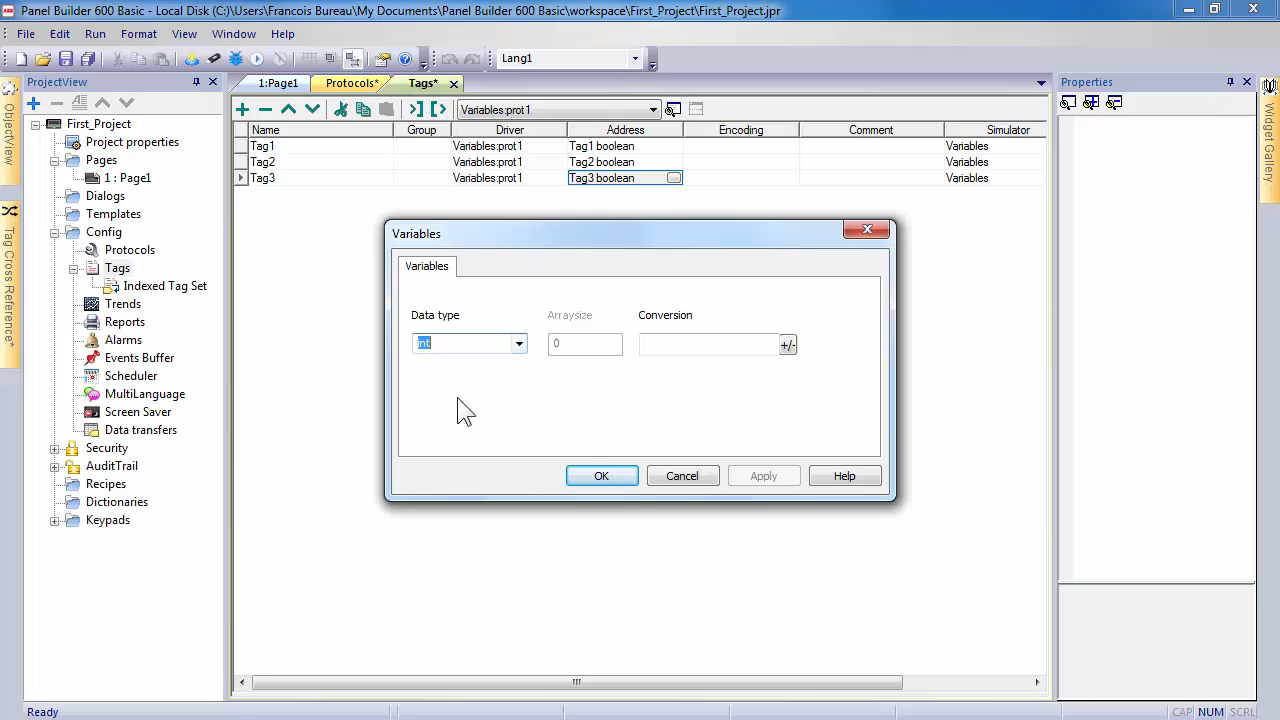 ABB Panel Builder 600 Basic - Local Disk (C:)\Users\Francois Bureau\My Documents\Panel Builder 600 Basic\workspace\First_Project\First_Project.jpr
File Edit Run Format View Window Help
Lang1
ProjectView
1:Page1 Protocols* Tags*
Properties
Variables:prot1
Name Group Driver Address Encoding Comment Simulator
Tag1 Variables:prot1 Tag1 boolean Variables
Tag2 Variables:prot1 Tag2 boolean Variables
Tag3 Variables:prot1 Tag3 boolean Variables
First_Project
Project properties
Pages
1 : Page1
Dialogs
Templates
Config
Protocols
Tags
Indexed Tag Set
Trends
Reports
Alarms
Events Buffer
Scheduler
MultiLanguage
Screen Saver
Data transfers
Security
AuditTrail
Recipes
Dictionaries
Keypads
ObjectView
Tag Cross Reference*
Widget Gallery
Variables
Variables
Data type Arraysize Conversion
int 0 +/-
OK Cancel Apply Help
Ready CAP NUM SCRL